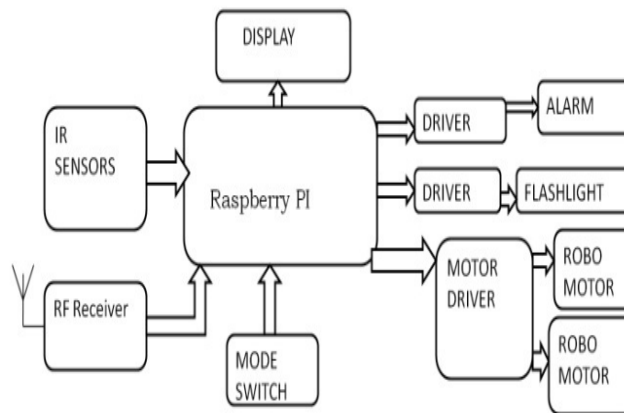 DISPLAY
IR
SENSORS
Raspberry PI
DRIVER
ALARM
DRIVER
FLASHLIGHT
RF Receiver
MODE
SWITCH
MOTOR
DRIVER
ROBO
MOTOR
ROBO
MOTOR